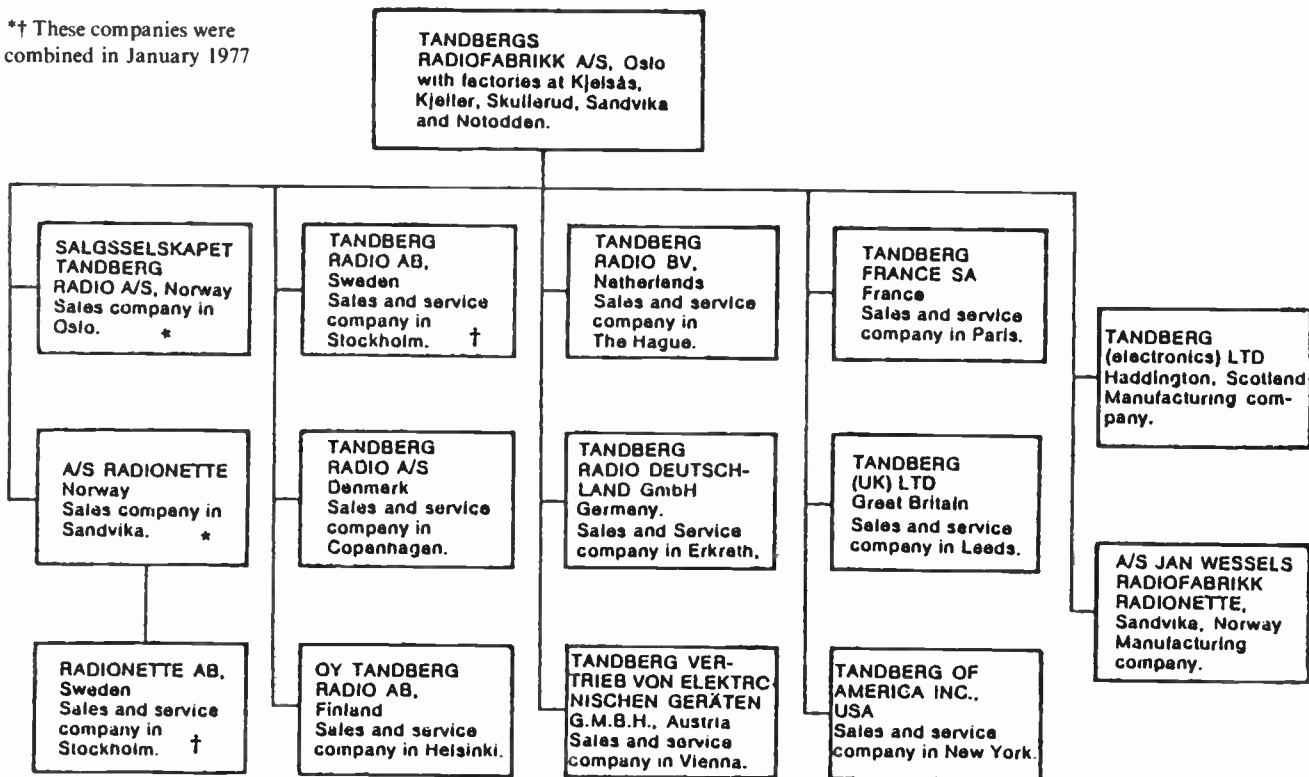 *† These companies were
combined in January 1977
TANDBERGS
RADIOFABRIKK A/S, Oslo
with factories at Kjelsås,
Kjeller, Skullerud, Sandvika
and Notodden.
SALGSSELSKAPET
TANDBERG
RADIO A/S, Norway
Sales company in
Oslo. *
TANDBERG
RADIO AB,
Sweden
Sales and service
company in
Stockholm. †
TANDBERG
RADIO BV,
Netherlands
Sales and service
company in
The Hague.
TANDBERG
FRANCE SA
France
Sales and service
company in Paris.
TANDBERG
(electronics) LTD
Haddington, Scotland
Manufacturing com-
pany.
A/S RADIONETTE
Norway
Sales company in
Sandvika. *
TANDBERG
RADIO A/S
Denmark
Sales and service
company in
Copenhagen.
TANDBERG
RADIO DEUTSCH-
LAND GmbH
Germany.
Sales and Service
company in Erkrath.
TANDBERG
(UK) LTD
Great Britain
Sales and service
company in Leeds.
A/S JAN WESSELS
RADIOFABRIKK
RADIONETTE,
Sandvika, Norway
Manufacturing
company.
RADIONETTE AB,
Sweden
Sales and service
company in
Stockholm. †
OY TANDBERG
RADIO AB,
Finland
Sales and service
company in Helsinki.
TANDBERG VER-
TRIEB VON ELEKTRO-
NISCHEN GERÄTEN
G.M.B.H., Austria
Sales and service
company in Vienna.
TANDBERG OF
AMERICA INC.,
USA
Sales and service
company in New York.